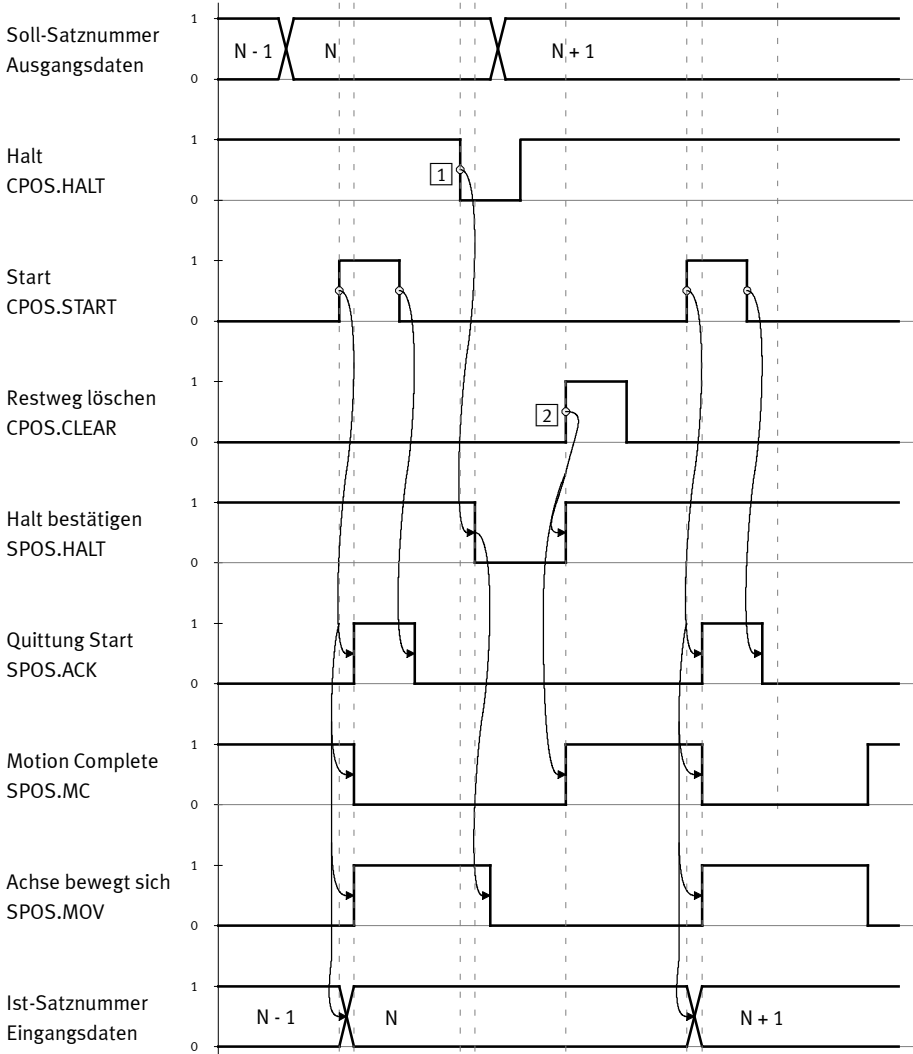 1
Soll-Satznummer
Ausgangsdaten
N - 1
N
N + 1
0
1
Halt
CPOS.HALT
1
0
1
Start
CPOS.START
0
1
Restweg löschen
CPOS.CLEAR
2
0
1
Halt bestätigen
SPOS.HALT
0
1
Quittung Start
SPOS.ACK
0
1
Motion Complete
SPOS.MC
0
1
Achse bewegt sich
SPOS.MOV
0
1
Ist-Satznummer
Eingangsdaten
N - 1
N
N + 1
0